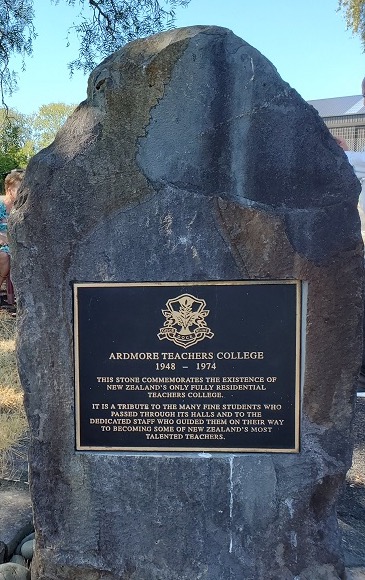 ARDMORE TEACHERS COLLEGE
1948 – 1974
THIS STONE COMMEMORATES THE EXISTENCE OF
NEW ZEALAND'S ONLY FULLY RESIDENTIAL
TEACHERS COLLEGE.
IT IS A TRIBUTE TO THE MANY FINE STUDENTS WHO
PASSED THROUGH ITS HALLS AND TO THE
DEDICATED STAFF WHO GUIDED THEM ON THEIR WAY
TO BECOMING SOME OF NEW ZEALAND'S MOST
TALENTED TEACHERS.